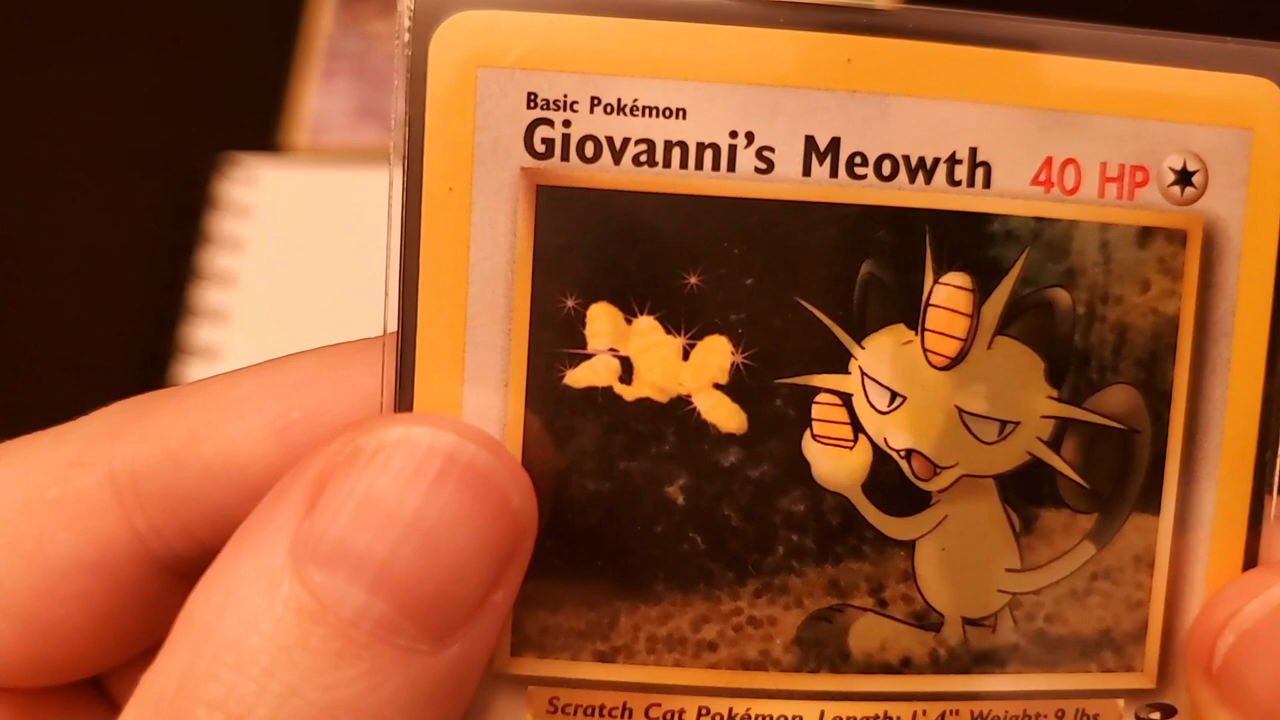 Basic Pokémon
Giovanni's Meowth 40 HP
Scratch Cat Pokémon. Length: 1' 4" Weight: 9 lbs.